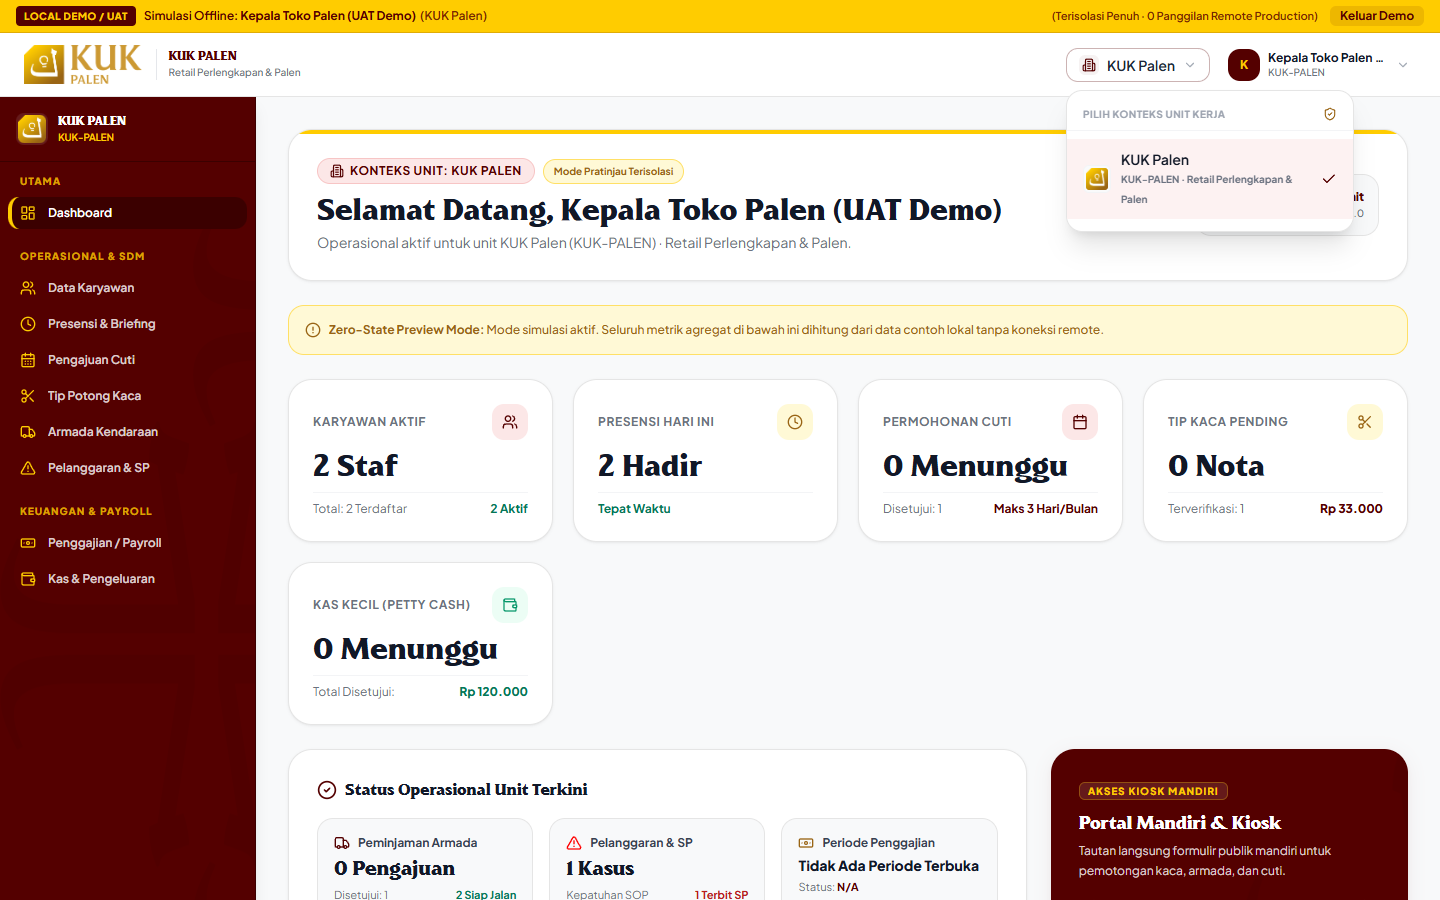 LOCAL DEMO / UAT Simulasi Offline: Kepala Toko Palen (UAT Demo) (KUK Palen) (Terisolasi Penuh · 0 Panggilan Remote Production) Keluar Demo
KUK PALEN
KUK PALEN
Retail Perlengkapan & Palen
KUK Palen
K
Kepala Toko Palen ...
KUK-PALEN
PILIH KONTEKS UNIT KERJA
KUK Palen
KUK-PALEN · Retail Perlengkapan &
Palen
KUK PALEN
KUK-PALEN
UTAMA
Dashboard
OPERASIONAL & SDM
Data Karyawan
Presensi & Briefing
Pengajuan Cuti
Tip Potong Kaca
Armada Kendaraan
Pelanggaran & SP
KEUANGAN & PAYROLL
Penggajian / Payroll
Kas & Pengeluaran
KONTEKS UNIT: KUK PALEN Mode Pratinjau Terisolasi
Selamat Datang, Kepala Toko Palen (UAT Demo)
Operasional aktif untuk unit KUK Palen (KUK-PALEN) · Retail Perlengkapan & Palen.
Zero-State Preview Mode: Mode simulasi aktif. Seluruh metrik agregat di bawah ini dihitung dari data contoh lokal tanpa koneksi remote.
KARYAWAN AKTIF
2 Staf
Total: 2 Terdaftar 2 Aktif
PRESENSI HARI INI
2 Hadir
Tepat Waktu
PERMOHONAN CUTI
0 Menunggu
Disetujui: 1 Maks 3 Hari/Bulan
TIP KACA PENDING
0 Nota
Terverifikasi: 1 Rp 33.000
KAS KECIL (PETTY CASH)
0 Menunggu
Total Disetujui: Rp 120.000
Status Operasional Unit Terkini
Peminjaman Armada
0 Pengajuan
Disetujui: 1 2 Siap Jalan
Pelanggaran & SP
1 Kasus
Kepatuhan SOP 1 Terbit SP
Periode Penggajian
Tidak Ada Periode Terbuka
Status: N/A
AKSES KIOSK MANDIRI
Portal Mandiri & Kiosk
Tautan langsung formulir publik mandiri untuk
pemotongan kaca, armada, dan cuti.